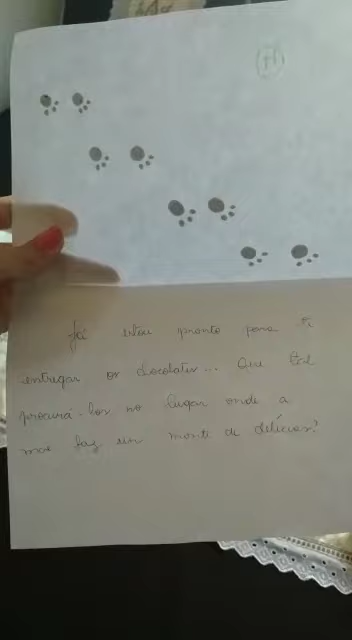 Já estou pronto para ti
entregar os chocolates... Que tal
procurá-los no lugar onde a
mãe faz um monte de delícias?